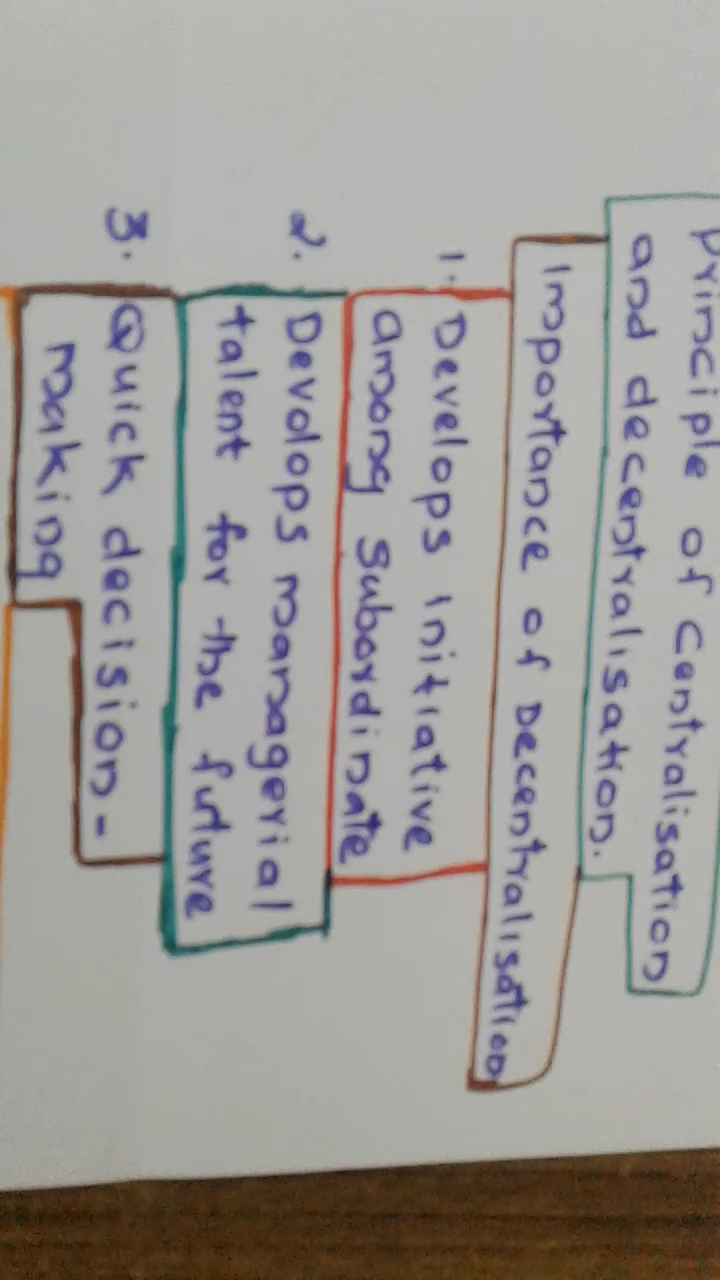 principle of centralisation
and decentralisation.
Importance of Decentralisation
1. Develops Initiative
among subordinate
2. Devolops managerial
talent for the future
3. Quick decision-
making